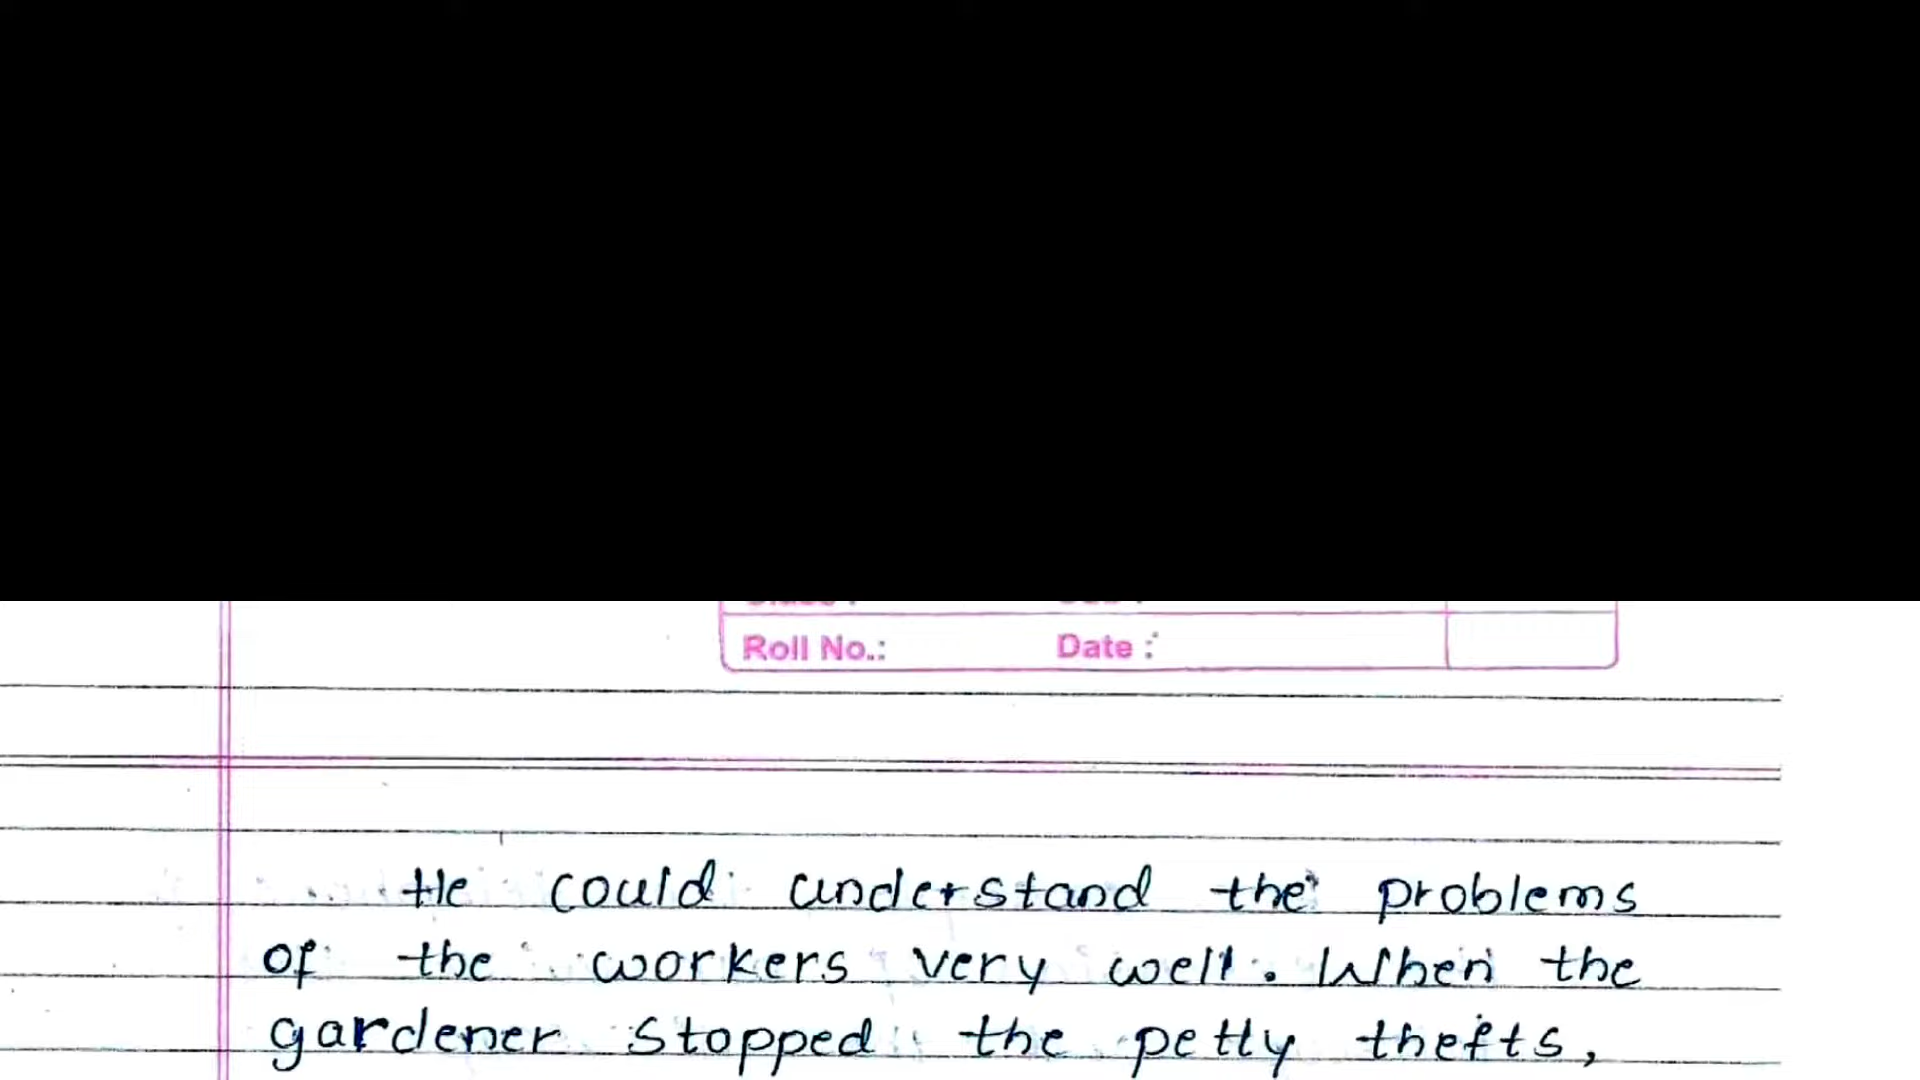 Roll No.: Date :
He could understand the problems
of the workers very well. When the
gardener stopped the petty thefts,